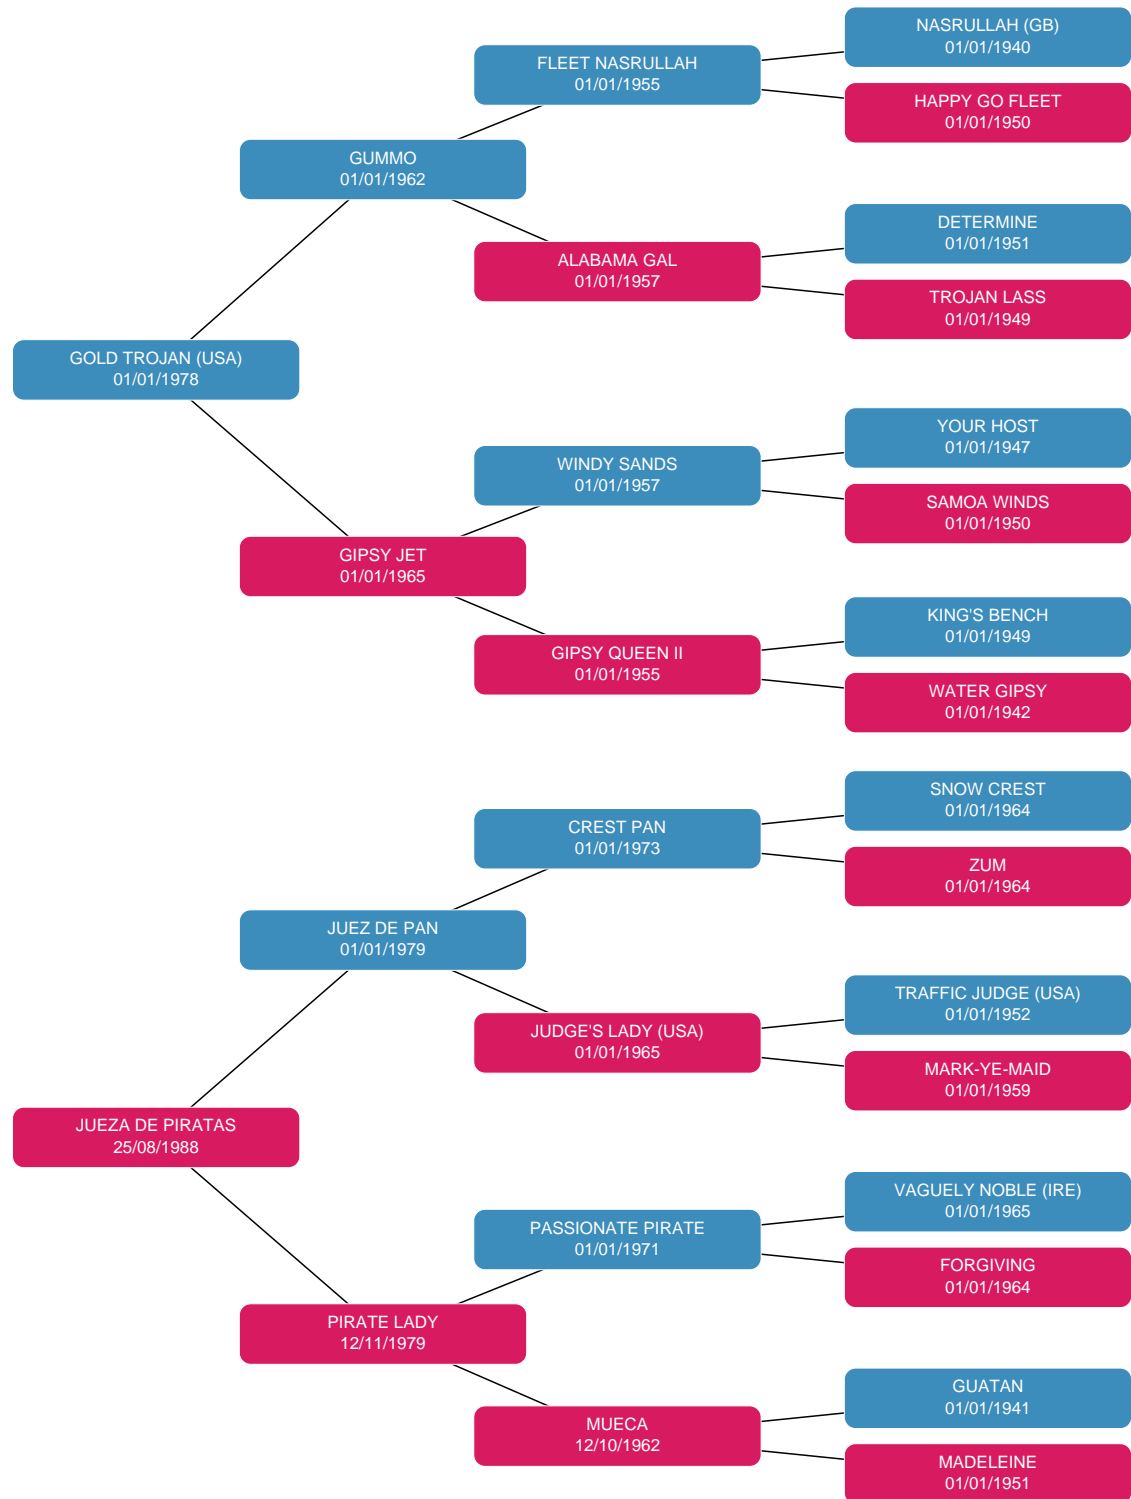 NASRULLAH (GB)
01/01/1940
FLEET NASRULLAH
01/01/1955
HAPPY GO FLEET
01/01/1950
GUMMO
01/01/1962
DETERMINE
01/01/1951
ALABAMA GAL
01/01/1957
TROJAN LASS
01/01/1949
GOLD TROJAN (USA)
01/01/1978
YOUR HOST
01/01/1947
WINDY SANDS
01/01/1957
SAMOA WINDS
01/01/1950
GIPSY JET
01/01/1965
KING'S BENCH
01/01/1949
GIPSY QUEEN II
01/01/1955
WATER GIPSY
01/01/1942
SNOW CREST
01/01/1964
CREST PAN
01/01/1973
ZUM
01/01/1964
JUEZ DE PAN
01/01/1979
TRAFFIC JUDGE (USA)
01/01/1952
JUDGE'S LADY (USA)
01/01/1965
MARK-YE-MAID
01/01/1959
JUEZA DE PIRATAS
25/08/1988
VAGUELY NOBLE (IRE)
01/01/1965
PASSIONATE PIRATE
01/01/1971
FORGIVING
01/01/1964
PIRATE LADY
12/11/1979
GUATAN
01/01/1941
MUECA
12/10/1962
MADELEINE
01/01/1951